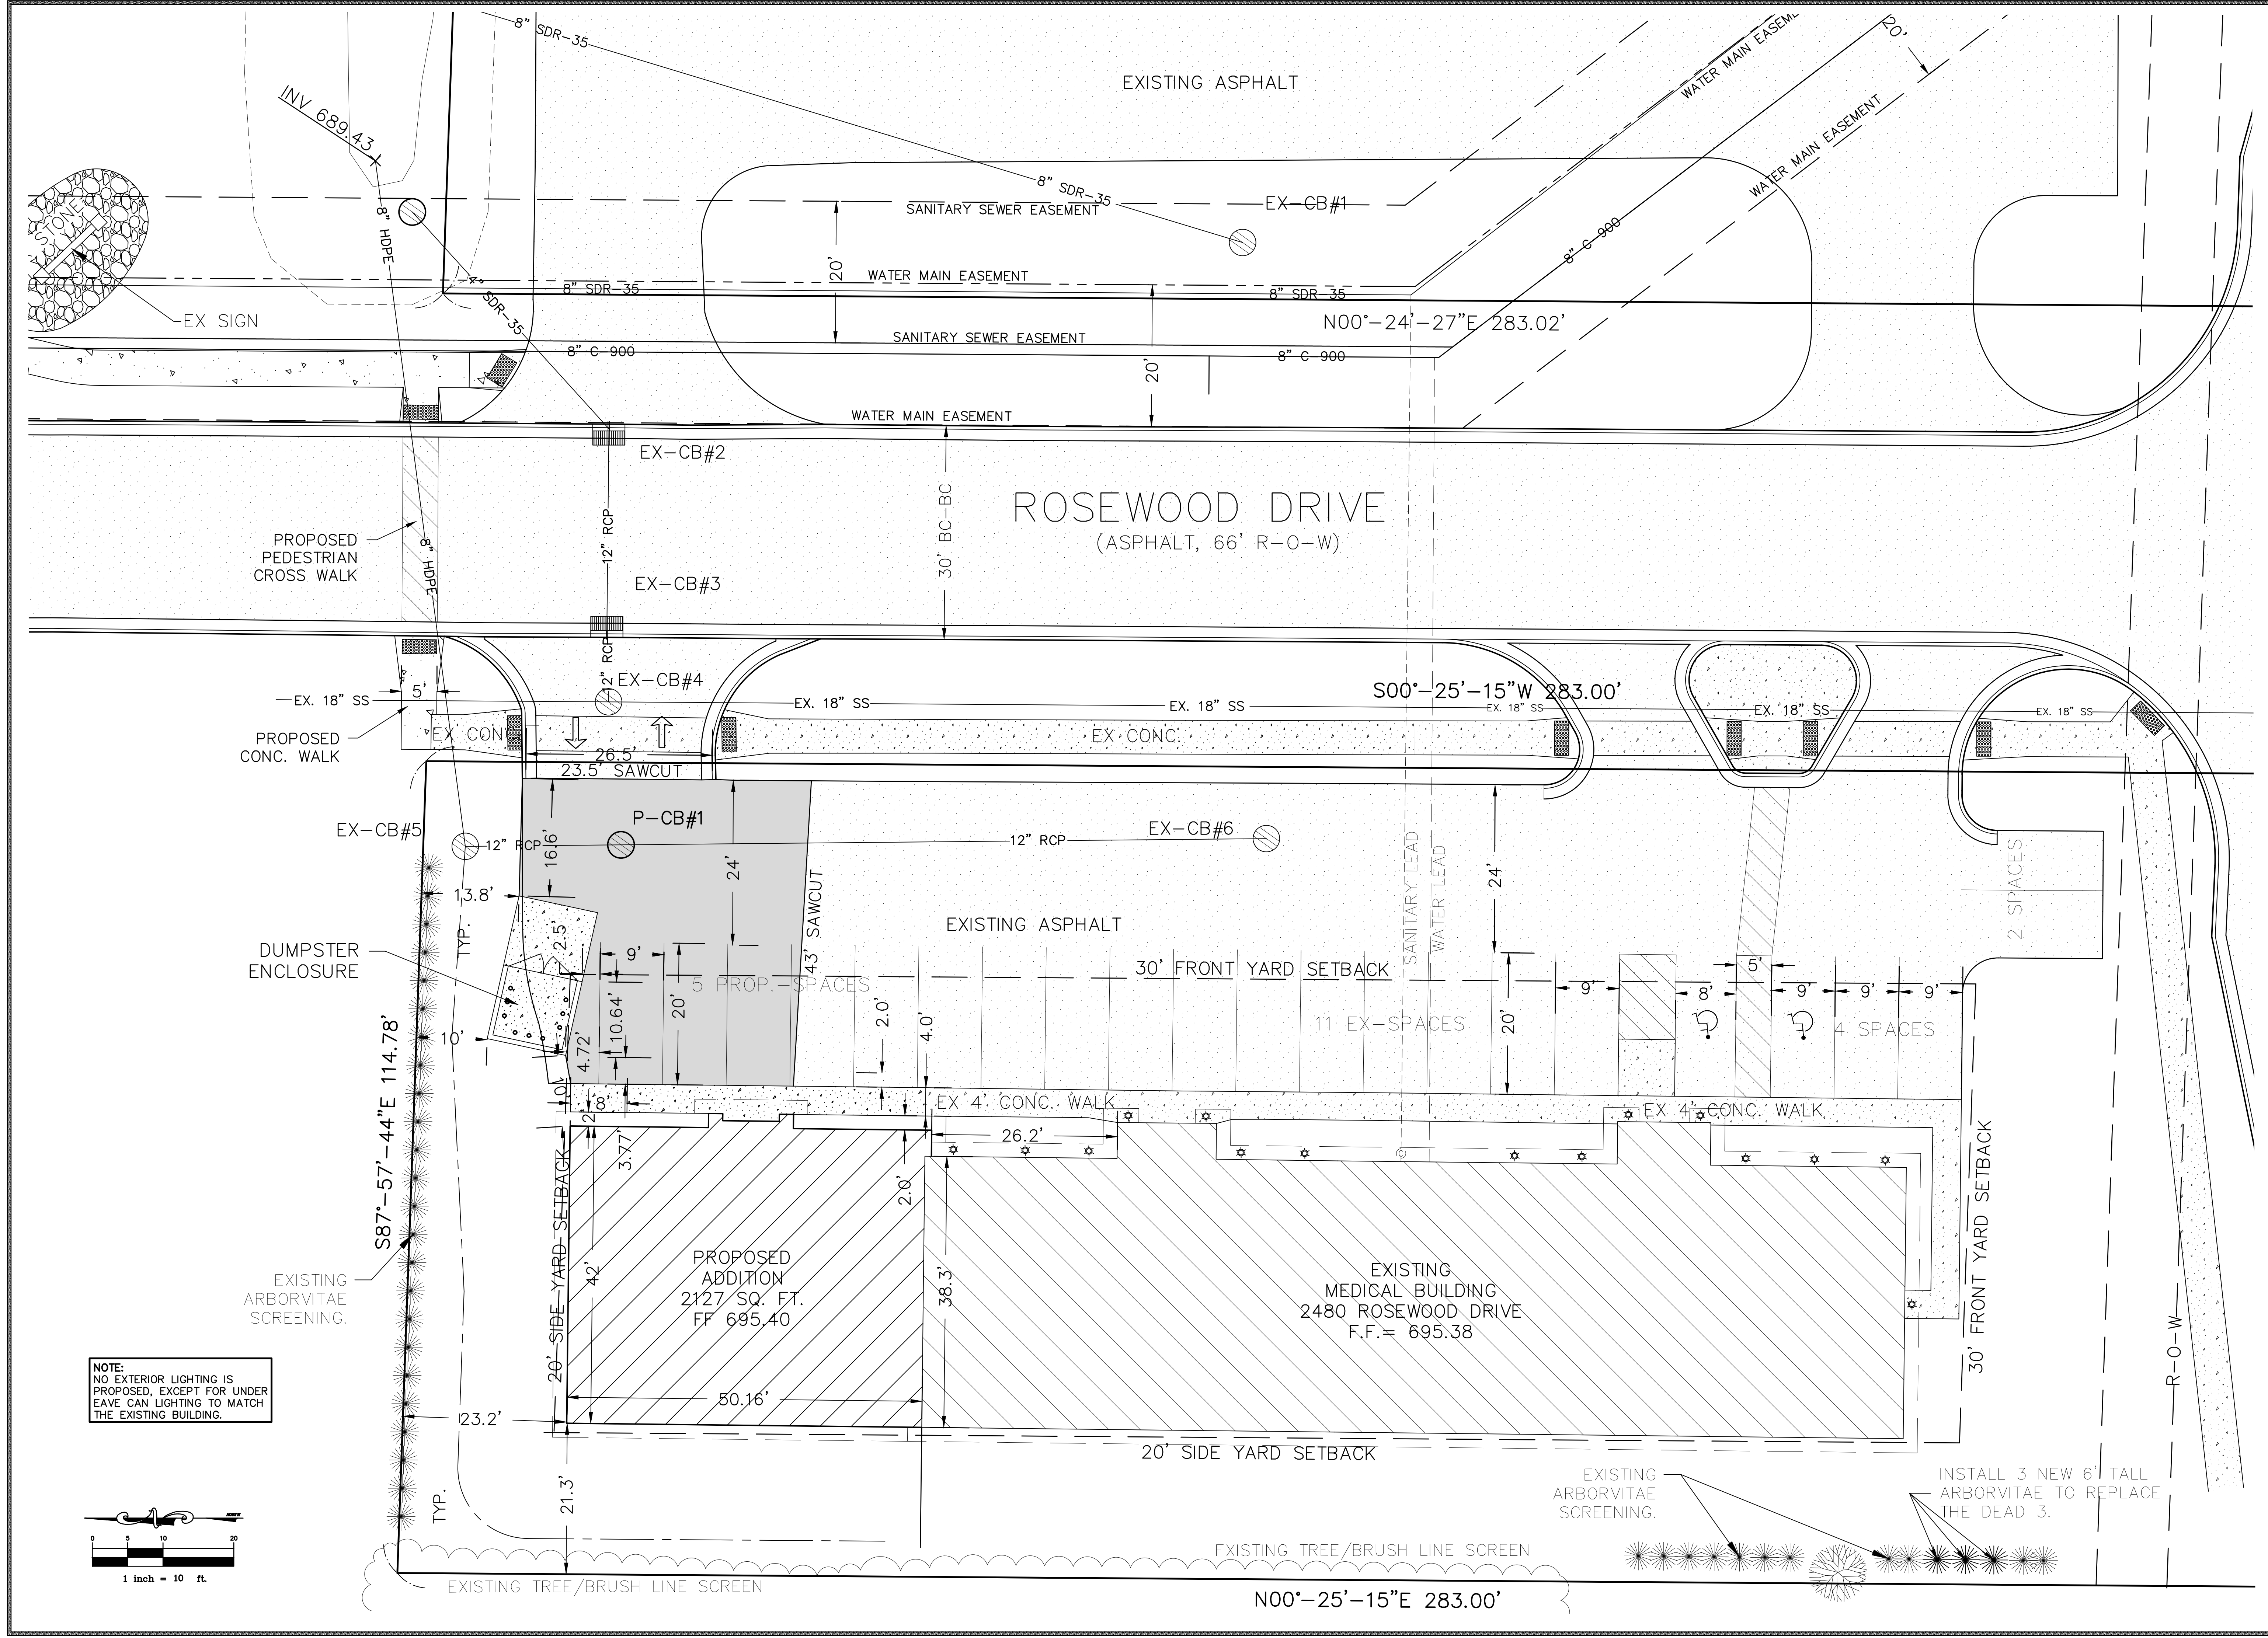 8" SDR-35
EXISTING ASPHALT
WATER MAIN EASEM
20'
INV 689.43
WATER MAIN EASEMENT
STONE
8" HDPE
8" SDR-35
SANITARY SEWER EASEMENT
EX-CB#1
8" C 900
20'
WATER MAIN EASEMENT
4" SDR-35
8" SDR-35
8" SDR-35
EX SIGN
N00°-24'-27"E 283.02'
SANITARY SEWER EASEMENT
8" C 900
8" C 900
20'
WATER MAIN EASEMENT
EX-CB#2
30' BC-BC
ROSEWOOD DRIVE
(ASPHALT, 66' R-O-W)
12" RCP
PROPOSED
PEDESTRIAN
CROSS WALK
8" HDPE
EX-CB#3
12" RCP
EX-CB#4
5'
S00°-25'-15"W 283.00'
EX. 18" SS
EX. 18" SS
EX. 18" SS
EX. 18" SS
EX. 18" SS
EX. 18" SS
EX. 18" SS
PROPOSED
CONC. WALK
EX CONC.
EX CONC.
26.5'
23.5' SAWCUT
EX-CB#5
P-CB#1
EX-CB#6
12" RCP
12" RCP
16.6'
24'
24'
SANITARY LEAD
WATER LEAD
2 SPACES
13.8'
TYP.
43' SAWCUT
EXISTING ASPHALT
DUMPSTER
ENCLOSURE
2.5'
9'
30' FRONT YARD SETBACK
5 PROP.-SPACES
5'
9'
8'
9'
9'
9'
10.64'
20'
2.0'
4.0'
11 EX-SPACES
20'
4 SPACES
10'
4.72'
S87°-57'-44"E 114.78'
10'
8'
2'
EX 4' CONC. WALK
EX 4' CONC. WALK
26.2'
3.77'
2.0'
20' SIDE YARD SETBACK
42'
38.3'
30' FRONT YARD SETBACK
R-O-W
PROPOSED
ADDITION
2127 SQ. FT.
FF 695.40
EXISTING
MEDICAL BUILDING
2480 ROSEWOOD DRIVE
F.F.= 695.38
EXISTING
ARBORVITAE
SCREENING.
NOTE:
NO EXTERIOR LIGHTING IS
PROPOSED, EXCEPT FOR UNDER
EAVE CAN LIGHTING TO MATCH
THE EXISTING BUILDING.
50.16'
23.2'
20' SIDE YARD SETBACK
21.3'
TYP.
EXISTING
ARBORVITAE
SCREENING.
INSTALL 3 NEW 6' TALL
ARBORVITAE TO REPLACE
THE DEAD 3.
0 5 10 20
1 inch = 10 ft.
EXISTING TREE/BRUSH LINE SCREEN
EXISTING TREE/BRUSH LINE SCREEN
N00°-25'-15"E 283.00'